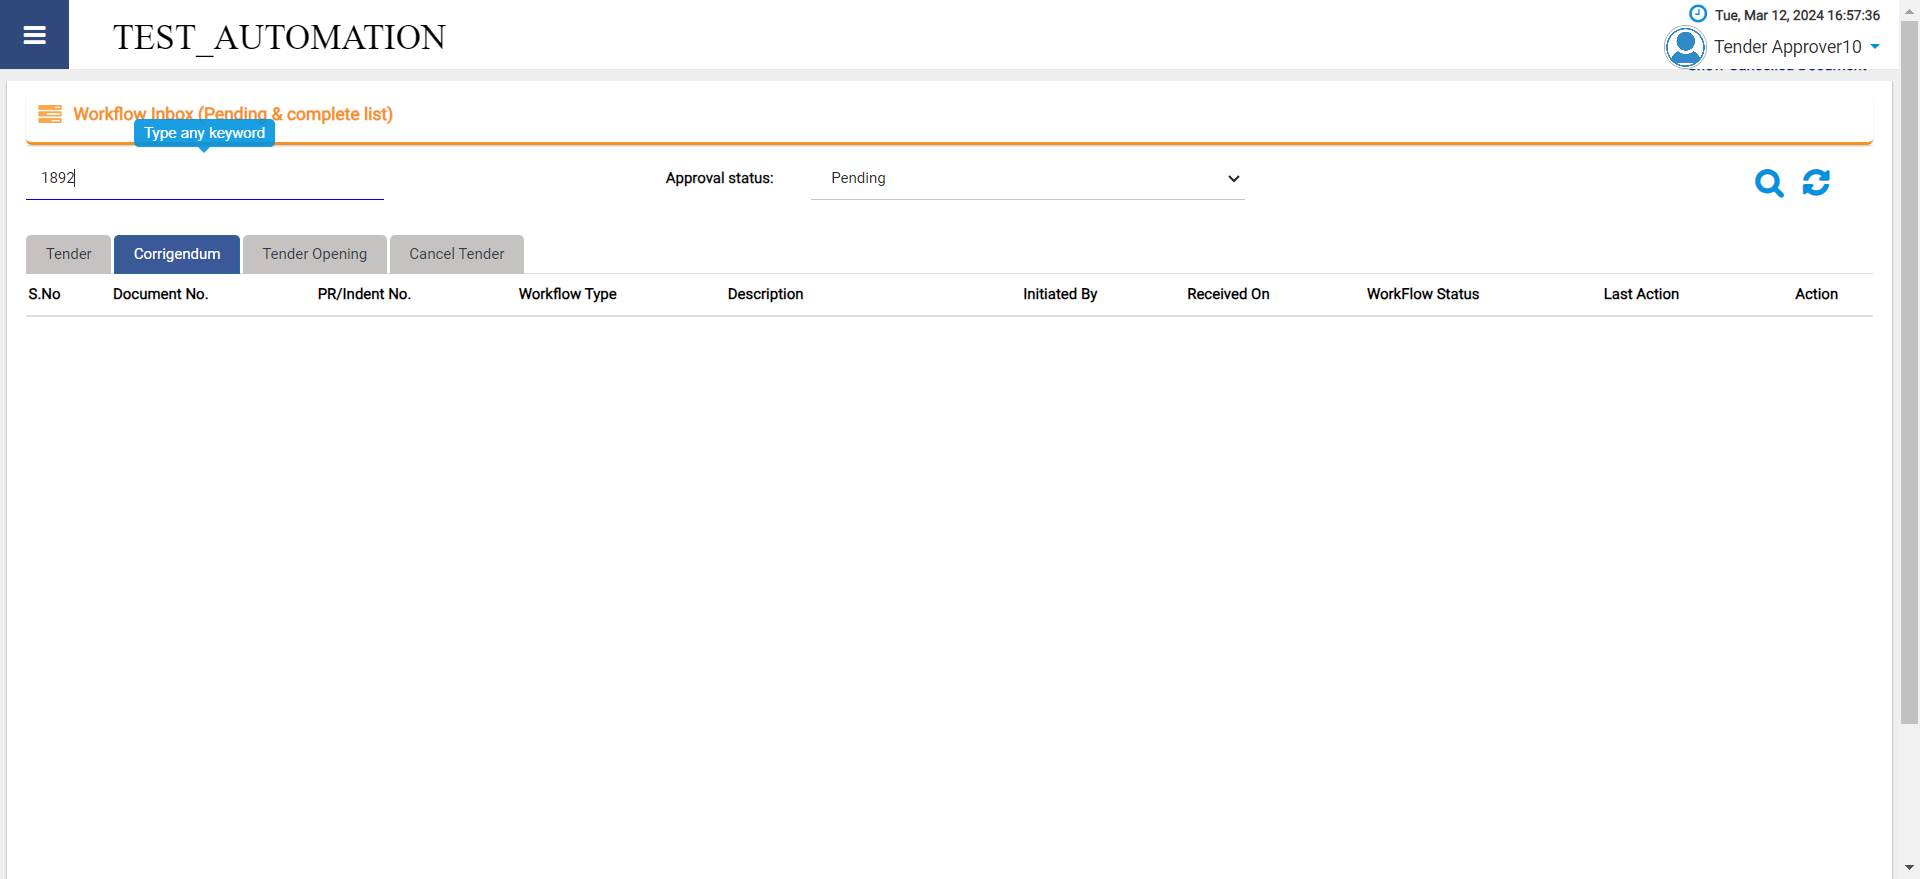 TEST_AUTOMATION
Tue, Mar 12, 2024 16:57:36
Tender Approver10
Workflow Inbox (Pending & complete list)
Type any keyword
1892
Approval status:
Pending
Tender
Corrigendum
Tender Opening
Cancel Tender
S.No Document No. PR/Indent No. Workflow Type Description Initiated By Received On WorkFlow Status Last Action Action